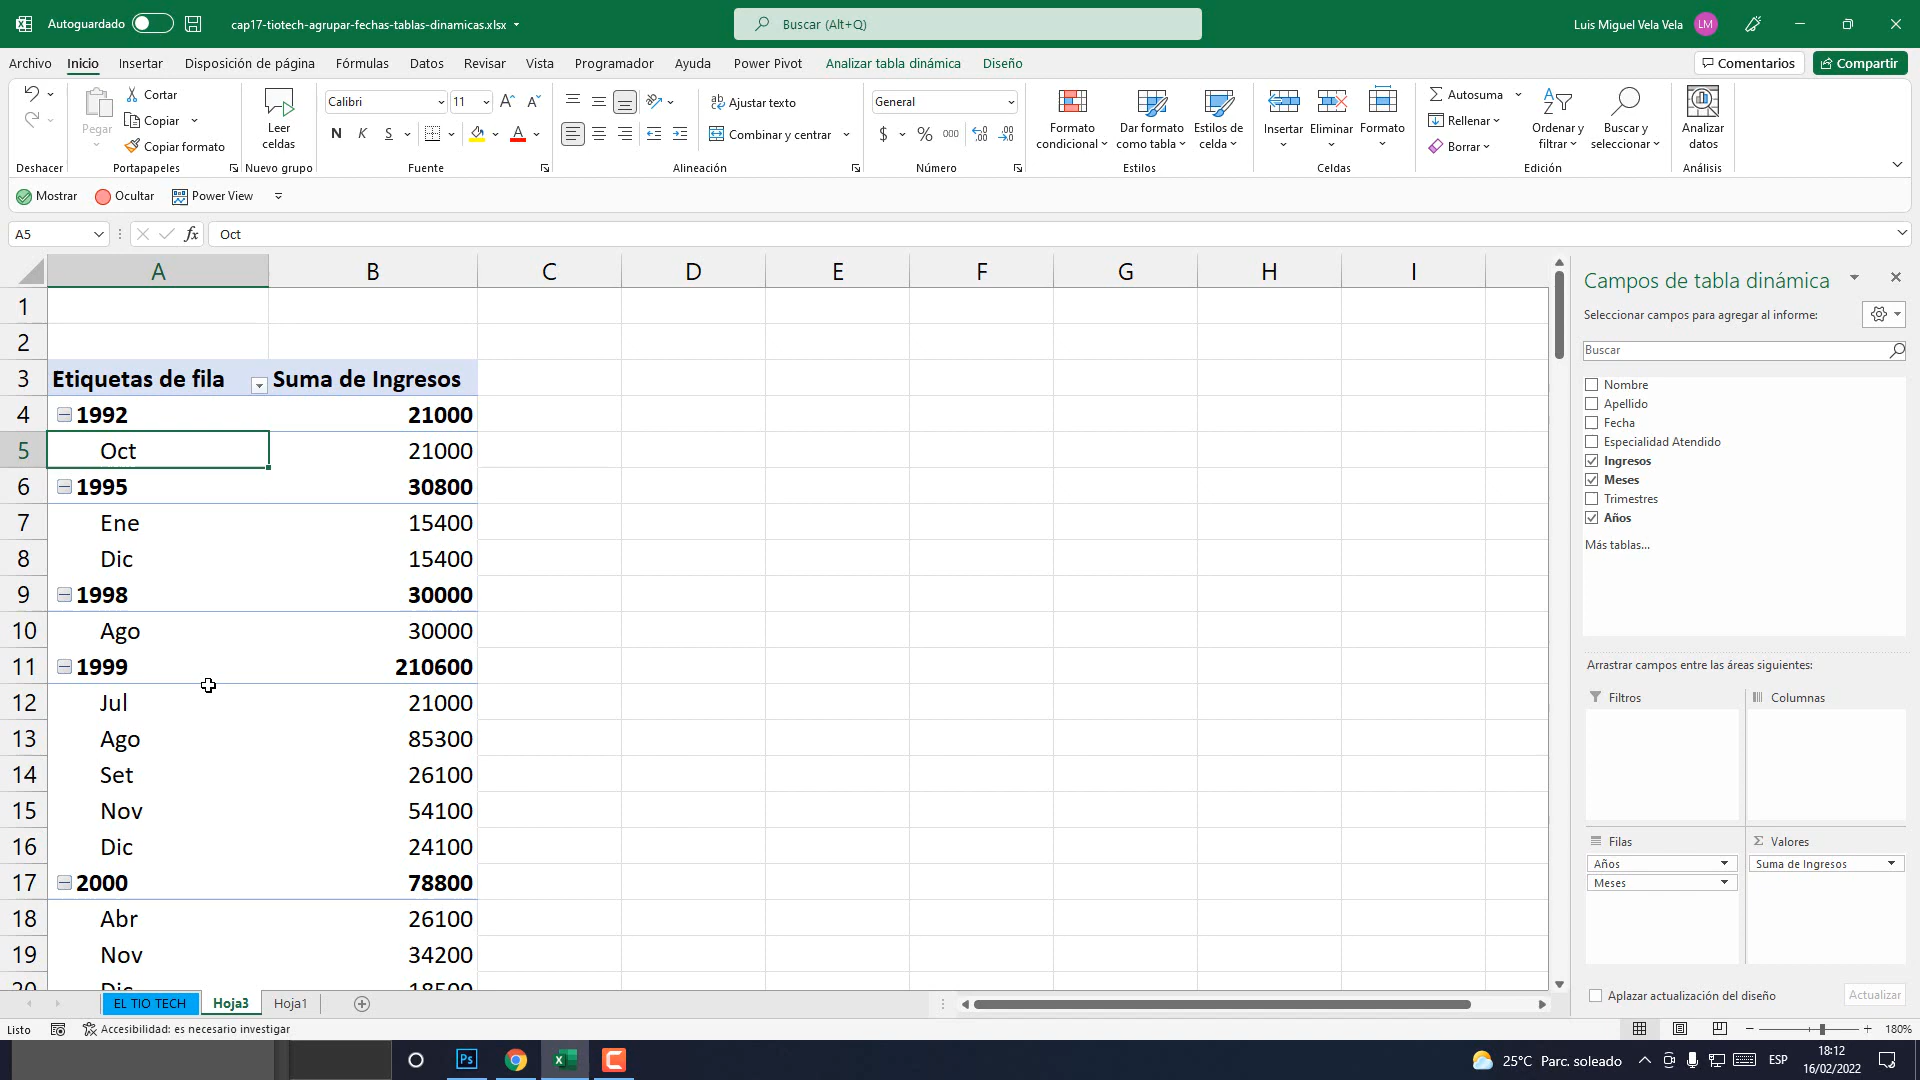 Autoguardado
cap17-tiotech-agrupar-fechas-tablas-dinamicas.xlsx
Buscar (Alt+Q)
Luis Miguel Vela Vela
LM
Archivo Inicio Insertar Disposición de página Fórmulas Datos Revisar Vista Programador Ayuda Power Pivot Analizar tabla dinámica Diseño
Comentarios
Compartir
Pegar
Cortar
Copiar
Copiar formato
Leer celdas
Calibri 11
N K S
Ajustar texto
Combinar y centrar
General
$ % 000
Formato condicional
Dar formato como tabla
Estilos de celda
Insertar
Eliminar
Formato
Autosuma
Rellenar
Borrar
Ordenar y filtrar
Buscar y seleccionar
Analizar datos
Deshacer Portapapeles Nuevo grupo Fuente Alineación Número Estilos Celdas Edición Análisis
Mostrar Ocultar Power View
A5 fx Oct
A B C D E F G H I
1
2
3 Etiquetas de fila Suma de Ingresos
4 1992 21000
5 Oct 21000
6 1995 30800
7 Ene 15400
8 Dic 15400
9 1998 30000
10 Ago 30000
11 1999 210600
12 Jul 21000
13 Ago 85300
14 Set 26100
15 Nov 54100
16 Dic 24100
17 2000 78800
18 Abr 26100
19 Nov 34200
20 Dic 18500
Campos de tabla dinámica
Seleccionar campos para agregar al informe:
Buscar
Nombre
Apellido
Fecha
Especialidad Atendido
Ingresos
Meses
Trimestres
Años
Más tablas...
Arrastrar campos entre las áreas siguientes:
Filtros Columnas
Filas Σ Valores
Años Suma de Ingresos
Meses
Aplazar actualización del diseño Actualizar
EL TIO TECH Hoja3 Hoja1
Listo Accesibilidad: es necesario investigar
180%
Ps
25°C Parc. soleado
ESP
18:12
16/02/2022